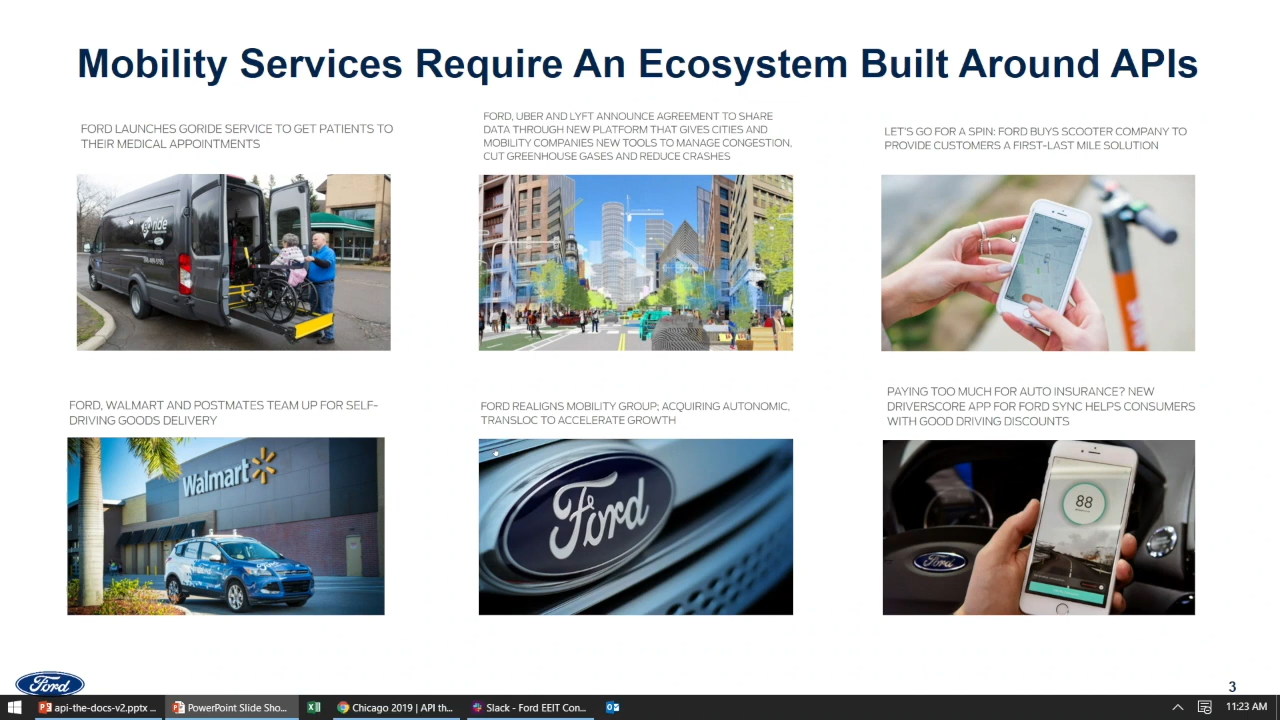 Mobility Services Require An Ecosystem Built Around APIs
FORD LAUNCHES GORIDE SERVICE TO GET PATIENTS TO
THEIR MEDICAL APPOINTMENTS
FORD, UBER AND LYFT ANNOUNCE AGREEMENT TO SHARE
DATA THROUGH NEW PLATFORM THAT GIVES CITIES AND
MOBILITY COMPANIES NEW TOOLS TO MANAGE CONGESTION,
CUT GREENHOUSE GASES AND REDUCE CRASHES
LET'S GO FOR A SPIN: FORD BUYS SCOOTER COMPANY TO
PROVIDE CUSTOMERS A FIRST-LAST MILE SOLUTION
ride
FORD, WALMART AND POSTMATES TEAM UP FOR SELF-
DRIVING GOODS DELIVERY
FORD REALIGNS MOBILITY GROUP; ACQUIRING AUTONOMIC,
TRANSLOC TO ACCELERATE GROWTH
PAYING TOO MUCH FOR AUTO INSURANCE? NEW
DRIVERSCORE APP FOR FORD SYNC HELPS CONSUMERS
WITH GOOD DRIVING DISCOUNTS
Walmart
Ford
88
Ford
Ford
3
api-the-docs-v2.pptx ...
PowerPoint Slide Sho...
Chicago 2019 | API th...
Slack - Ford EEIT Con...
11:23 AM